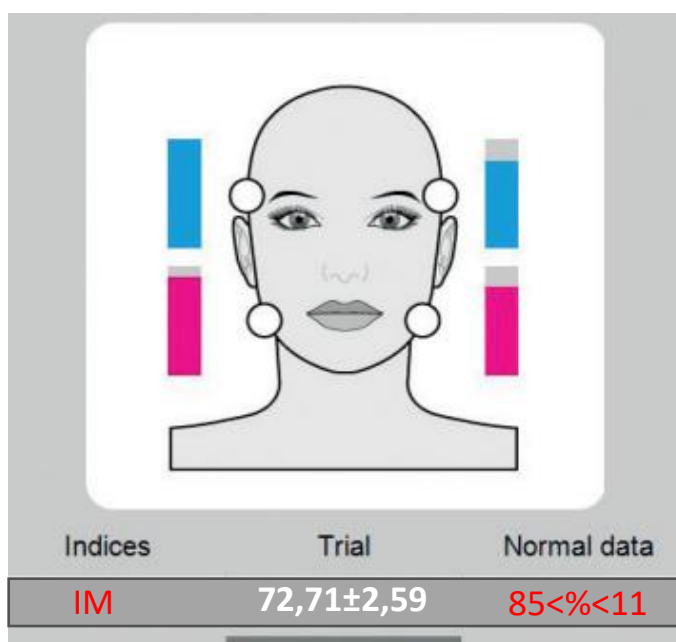 Indices Trial Normal data
IM 72,71±2,59 85<%<11